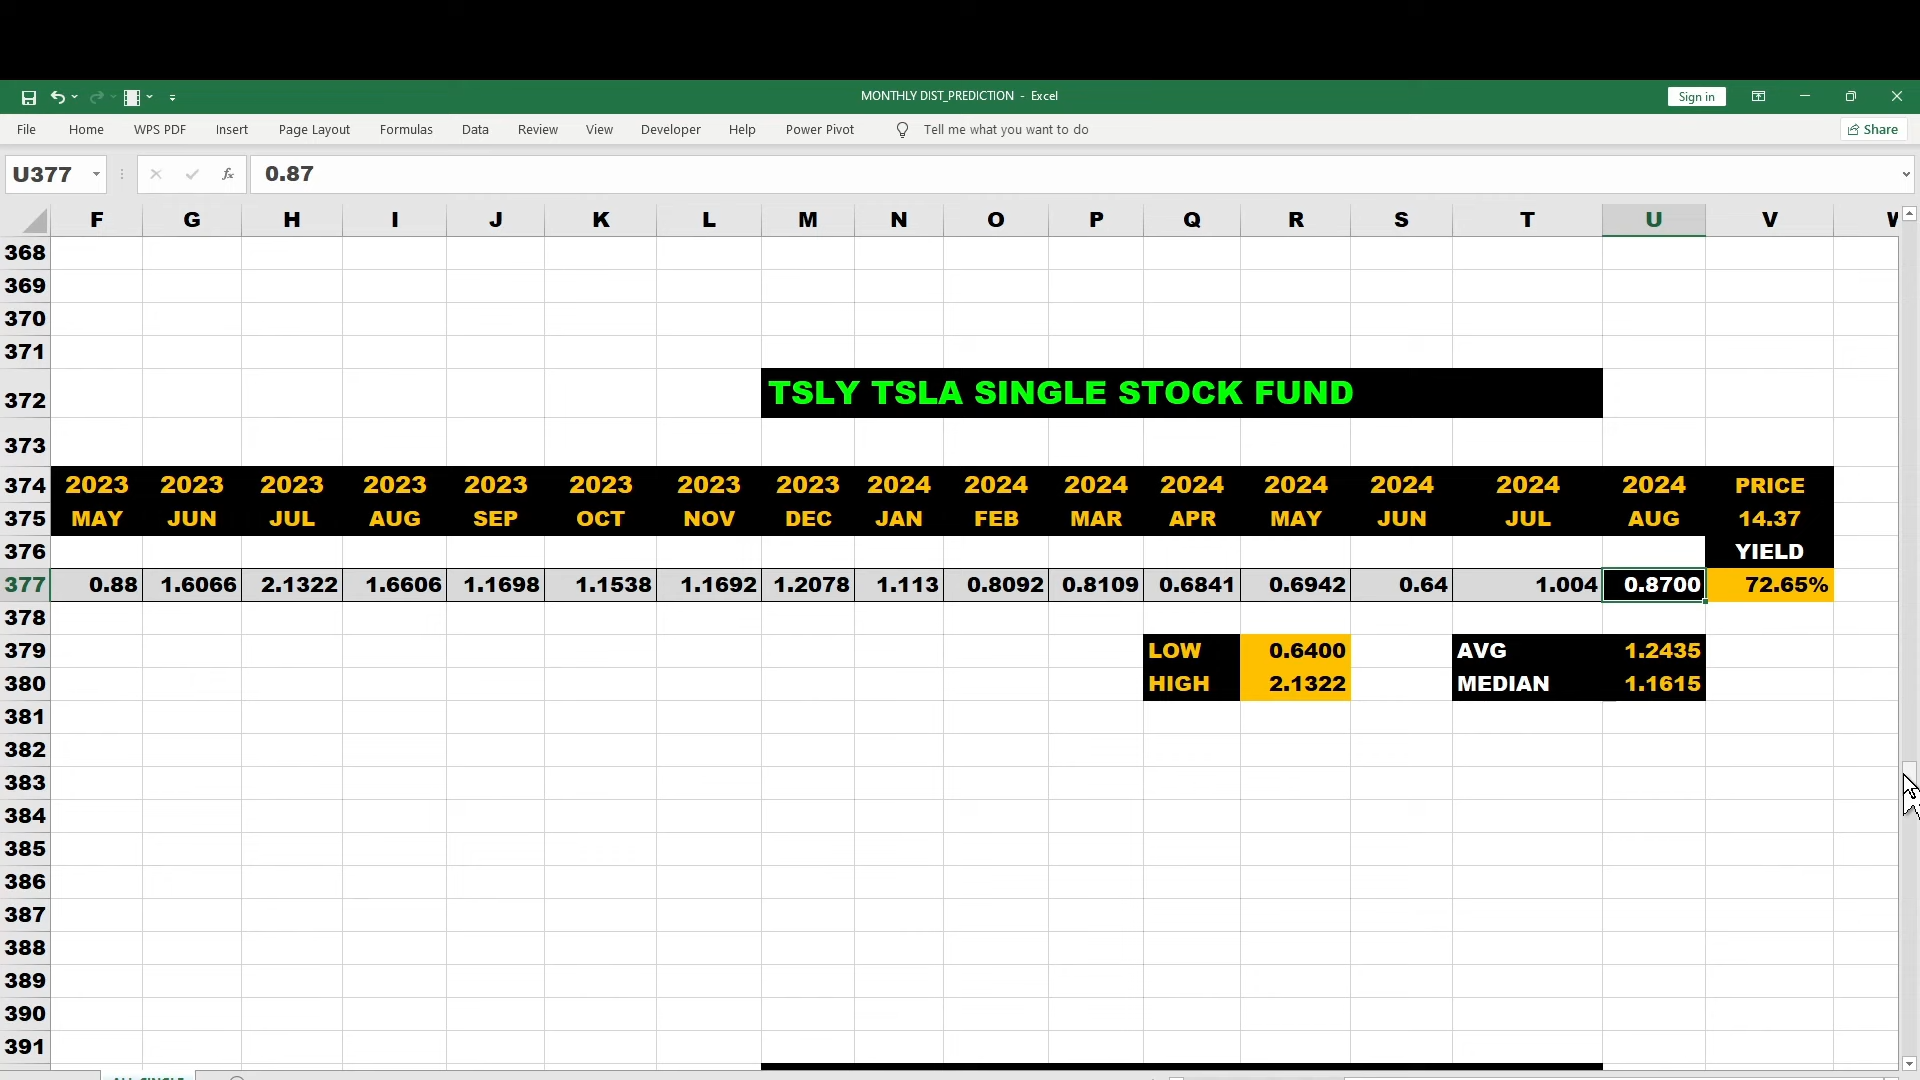 MONTHLY DIST_PREDICTION - Excel
Sign in
File Home WPS PDF Insert Page Layout Formulas Data Review View Developer Help Power Pivot Tell me what you want to do Share
U377 fx 0.87
F G H I J K L M N O P Q R S T U V
368
369
370
371
372 TSLY TSLA SINGLE STOCK FUND
373
374 2023 2023 2023 2023 2023 2023 2023 2023 2024 2024 2024 2024 2024 2024 2024 2024 PRICE
375 MAY JUN JUL AUG SEP OCT NOV DEC JAN FEB MAR APR MAY JUN JUL AUG 14.37
376 YIELD
377 0.88 1.6066 2.1322 1.6606 1.1698 1.1538 1.1692 1.2078 1.113 0.8092 0.8109 0.6841 0.6942 0.64 1.004 0.8700 72.65%
378
379 LOW 0.6400 AVG 1.2435
380 HIGH 2.1322 MEDIAN 1.1615
381
382
383
384
385
386
387
388
389
390
391